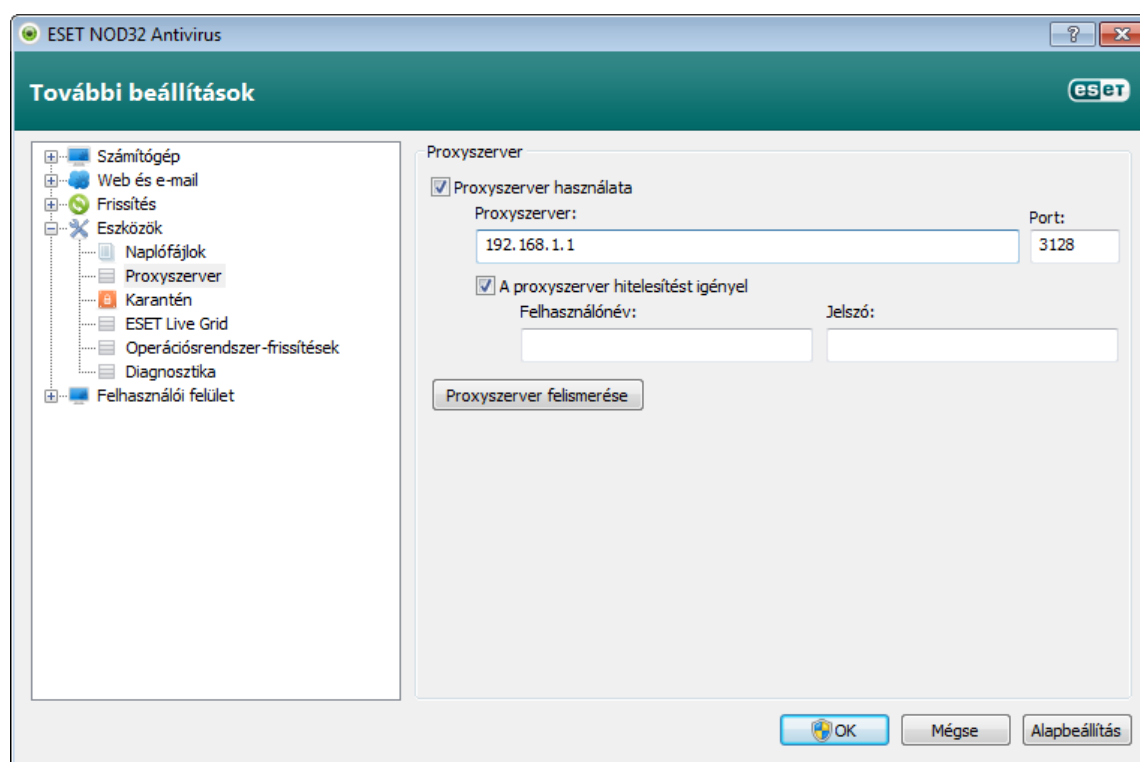 ESET NOD32 Antivirus
További beállítások
eseT
Számítógép
Web és e-mail
Frissítés
Eszközök
Naplófájlok
Proxyszerver
Karantén
ESET Live Grid
Operációsrendszer-frissítések
Diagnosztika
Felhasználói felület
Proxyszerver
Proxyszerver használata
Proxyszerver:
Port:
192.168.1.1
3128
A proxyszerver hitelesítést igényel
Felhasználónév:
Jelszó:
Proxyszerver felismerése
OK
Mégse
Alapbeállítás